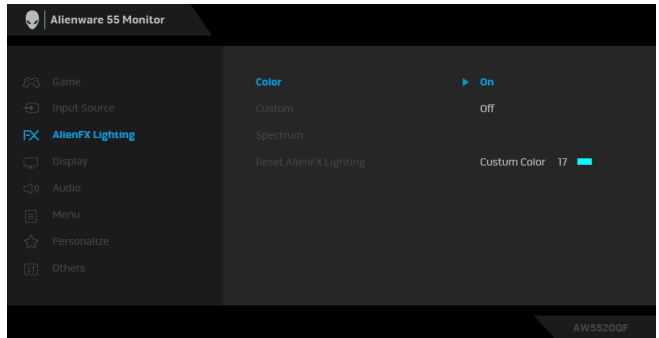 Alienware 55 Monitor
Game
Color
On
Input Source
Custom
Off
FX AlienFX Lighting
Spectrum
Display
Reset AlienFX Lighting
Custum Color 17
Audio
Menu
Personalize
Others
AW5520QF